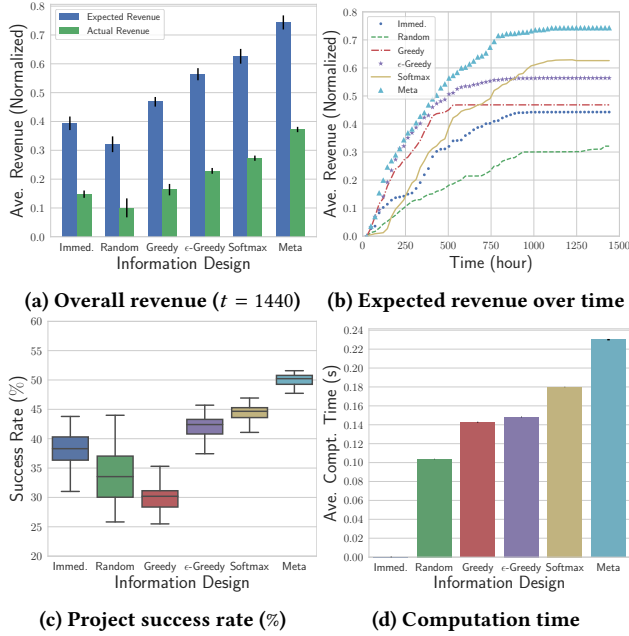 Expected Revenue
Actual Revenue
Ave. Revenue (Normalized)
0.8
0.7
0.6
0.5
0.4
0.3
0.2
0.1
0.0
Immed. Random Greedy ϵ-Greedy Softmax Meta
Information Design
(a) Overall revenue (t = 1440)
Immed.
Random
Greedy
ϵ-Greedy
Softmax
Meta
Ave. Revenue (Normalized)
0.8
0.7
0.6
0.5
0.4
0.3
0.2
0.1
0.0
0 250 500 750 1000 1250 1500
Time (hour)
(b) Expected revenue over time
Success Rate (%)
60
55
50
45
40
35
30
25
20
Immed. Random Greedy ϵ-Greedy Softmax Meta
Information Design
(c) Project success rate (%)
Ave. Compt. Time (s)
0.24
0.22
0.20
0.18
0.16
0.14
0.12
0.10
0.08
0.06
0.04
0.02
0.00
Immed. Random Greedy ϵ-Greedy Softmax Meta
Information Design
(d) Computation time